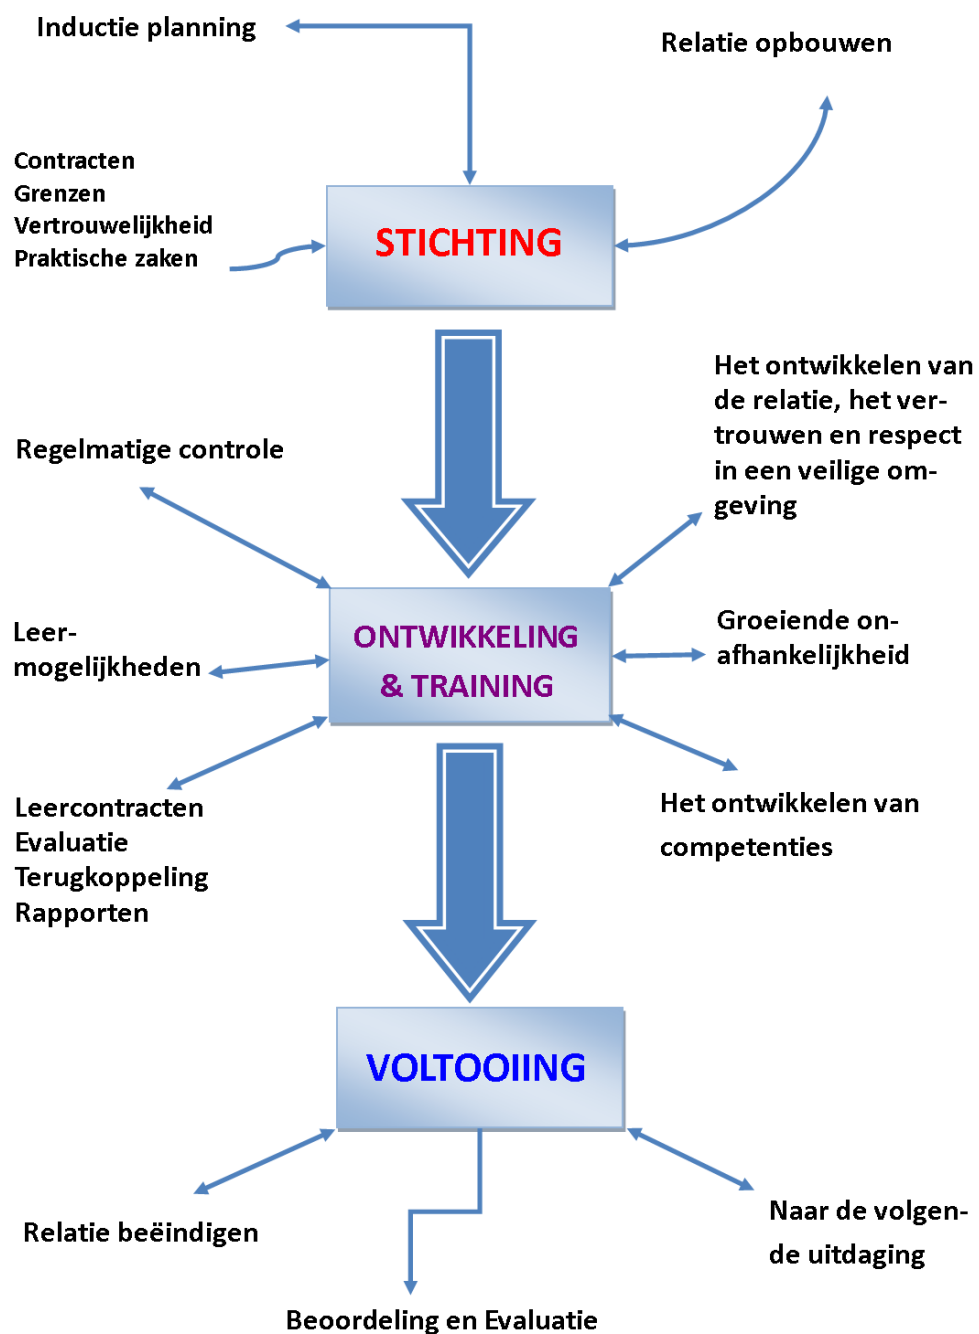 Inductie planning
Relatie opbouwen
Contracten
Grenzen
Vertrouwelijkheid
Praktische zaken
STICHTING
Het ontwikkelen van
de relatie, het ver-
trouwen en respect
in een veilige om-
geving
Regelmatige controle
Leer-
mogelijkheden
ONTWIKKELING
& TRAINING
Groeiende on-
afhankelijkheid
Leercontracten
Evaluatie
Terugkoppeling
Rapporten
Het ontwikkelen van
competenties
VOLTOOIING
Relatie beëindigen
Naar de volgen-
de uitdaging
Beoordeling en Evaluatie